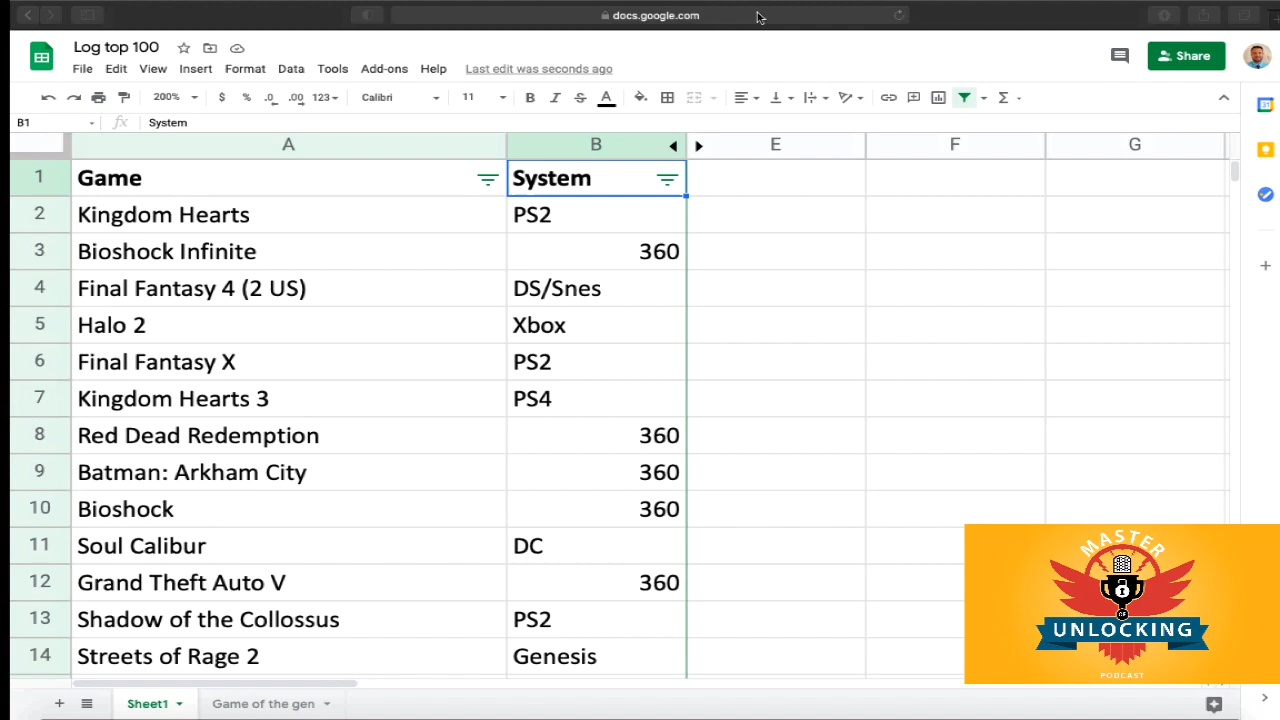 docs.google.com
Log top 100
File Edit View Insert Format Data Tools Add-ons Help Last edit was seconds ago
Share
200% $ % .0 .00 123 Calibri 11 B I S A
B1 fx System
A B E F G
1 Game System
2 Kingdom Hearts PS2
3 Bioshock Infinite 360
4 Final Fantasy 4 (2 US) DS/Snes
5 Halo 2 Xbox
6 Final Fantasy X PS2
7 Kingdom Hearts 3 PS4
8 Red Dead Redemption 360
9 Batman: Arkham City 360
10 Bioshock 360
11 Soul Calibur DC
12 Grand Theft Auto V 360
13 Shadow of the Collossus PS2
14 Streets of Rage 2 Genesis
MASTER
OF
UNLOCKING
PODCAST
Sheet1 Game of the gen